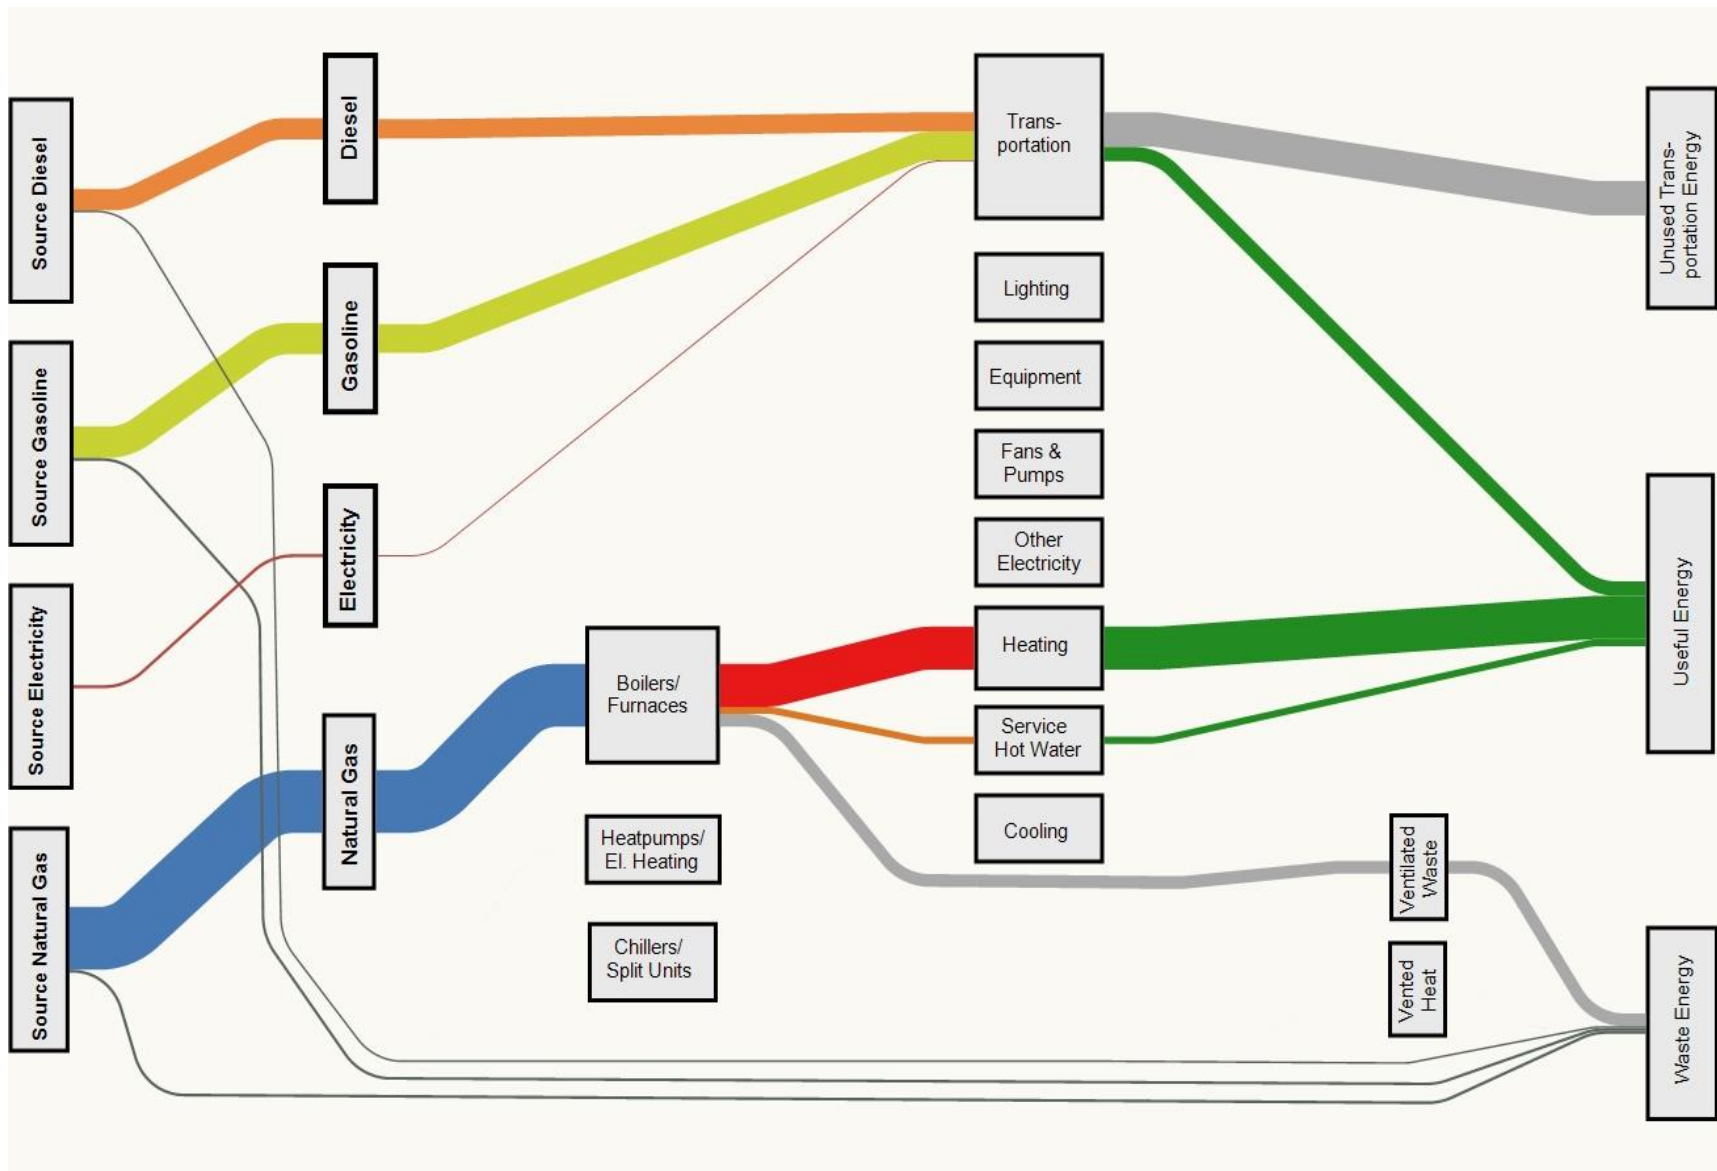 Source Diesel
Source Gasoline
Source Electricity
Source Natural Gas
Diesel
Gasoline
Electricity
Natural Gas
Boilers/
Furnaces
Heatpumps/
El. Heating
Chillers/
Split Units
Trans-
portation
Lighting
Equipment
Fans &
Pumps
Other
Electricity
Heating
Service
Hot Water
Cooling
Ventilated
Waste
Vented
Heat
Unused Trans-
portation Energy
Useful Energy
Waste Energy